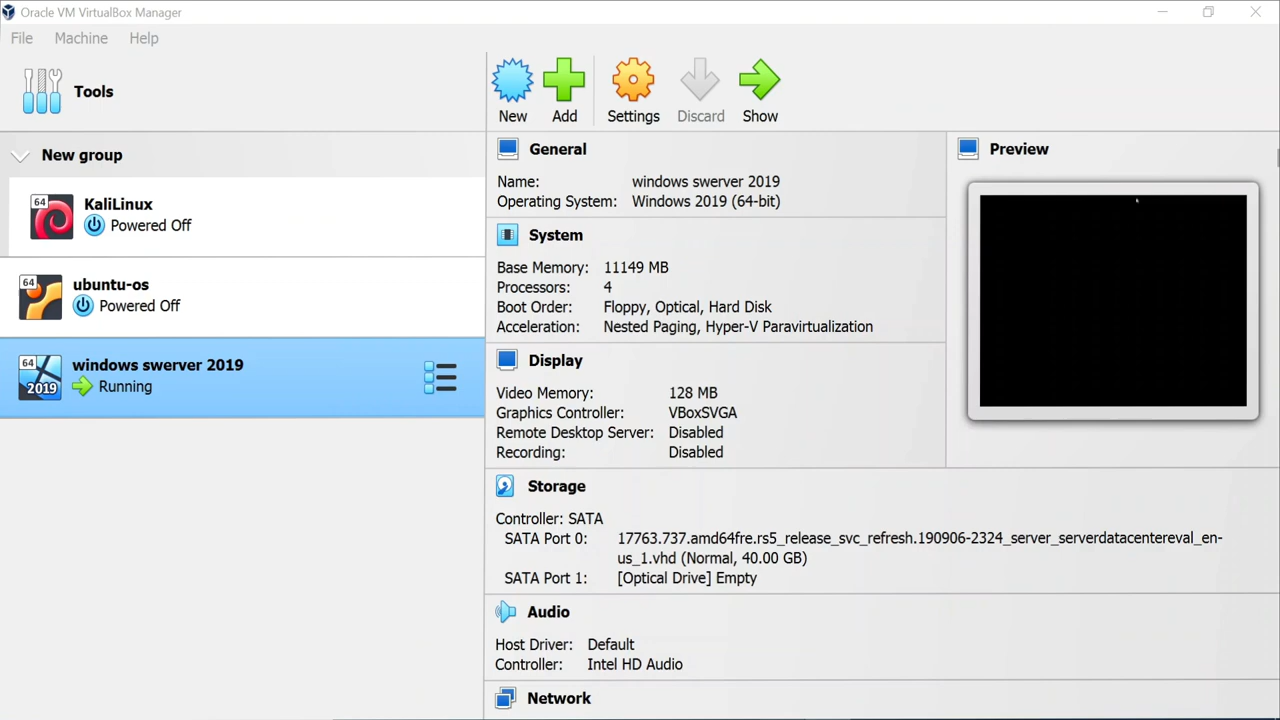 Oracle VM VirtualBox Manager
File Machine Help
Tools
New Add Settings Discard Show
New group
64 KaliLinux
Powered Off
64 ubuntu-os
Powered Off
64 2019 windows swerver 2019
Running
General
Name: windows swerver 2019
Operating System: Windows 2019 (64-bit)
System
Base Memory: 11149 MB
Processors: 4
Boot Order: Floppy, Optical, Hard Disk
Acceleration: Nested Paging, Hyper-V Paravirtualization
Display
Video Memory: 128 MB
Graphics Controller: VBoxSVGA
Remote Desktop Server: Disabled
Recording: Disabled
Preview
Storage
Controller: SATA
SATA Port 0: 17763.737.amd64fre.rs5_release_svc_refresh.190906-2324_server_serverdatacentereval_en-
us_1.vhd (Normal, 40.00 GB)
SATA Port 1: [Optical Drive] Empty
Audio
Host Driver: Default
Controller: Intel HD Audio
Network